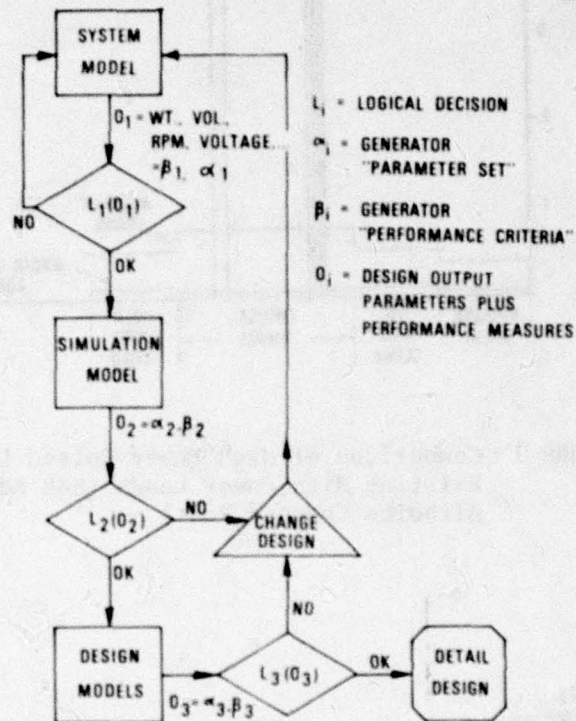 SYSTEM
MODEL
O₁ = WT., VOL.,
RPM, VOLTAGE...
=β₁, α₁
L₁(O₁)
NO
OK
SIMULATION
MODEL
O₂=α₂,β₂
L₂(O₂)
NO
CHANGE
DESIGN
OK
NO
DESIGN
MODELS
O₃=α₃,β₃
L₃(O₃)
OK
DETAIL
DESIGN
Lᵢ = LOGICAL DECISION
αᵢ = GENERATOR
"PARAMETER SET"
βᵢ = GENERATOR
"PERFORMANCE CRITERIA"
Oᵢ = DESIGN OUTPUT
PARAMETERS PLUS
PERFORMANCE MEASURES